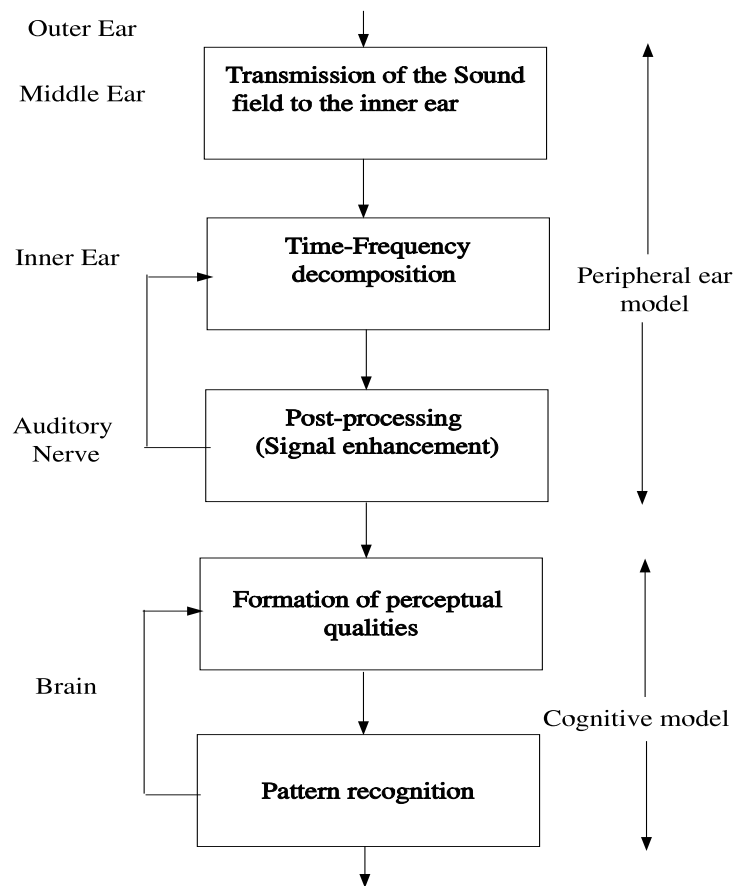 Outer Ear
Transmission of the Sound
field to the inner ear
Middle Ear
Time-Frequency
decomposition
Inner Ear
Peripheral ear
model
Post-processing
(Signal enhancement)
Auditory
Nerve
Formation of perceptual
qualities
Brain
Cognitive model
Pattern recognition